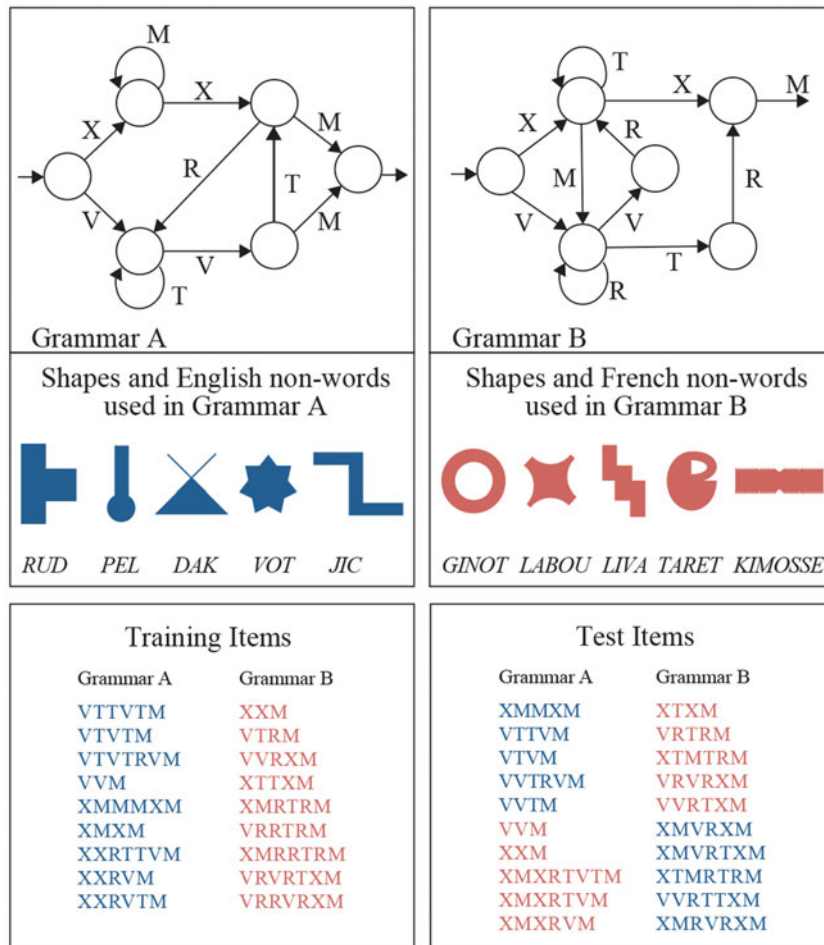 M
X
X
M
R
T
V
M
V
T
Grammar A
T
X
M
X
R
M
R
V
V
T
R
Grammar B
Shapes and English non-words
used in Grammar A
RUD PEL DAK VOT JIC
Shapes and French non-words
used in Grammar B
GINOT LABOU LIVA TARET KIMOSSE
Training Items
Grammar A Grammar B
VTTVTM XXM
VTVTM VTRM
VTVTRVM VVRXM
VVM XTTXM
XMMMXM XMRTRM
XMXM VRRTRM
XXRTTVM XMRRTRM
XXRVM VRVRTXM
XXRVTM VRRVRXM
Test Items
Grammar A Grammar B
XMMXM XTXM
VTTVM VRTRM
VTVM XTMTRM
VVTRVM VRVRXM
VVTM VVRTXM
VVM XMVRXM
XXM XMVRTXM
XMXRTVTM XTMRTRM
XMXRTVM VVRTTXM
XMXRVM XMRVRXM